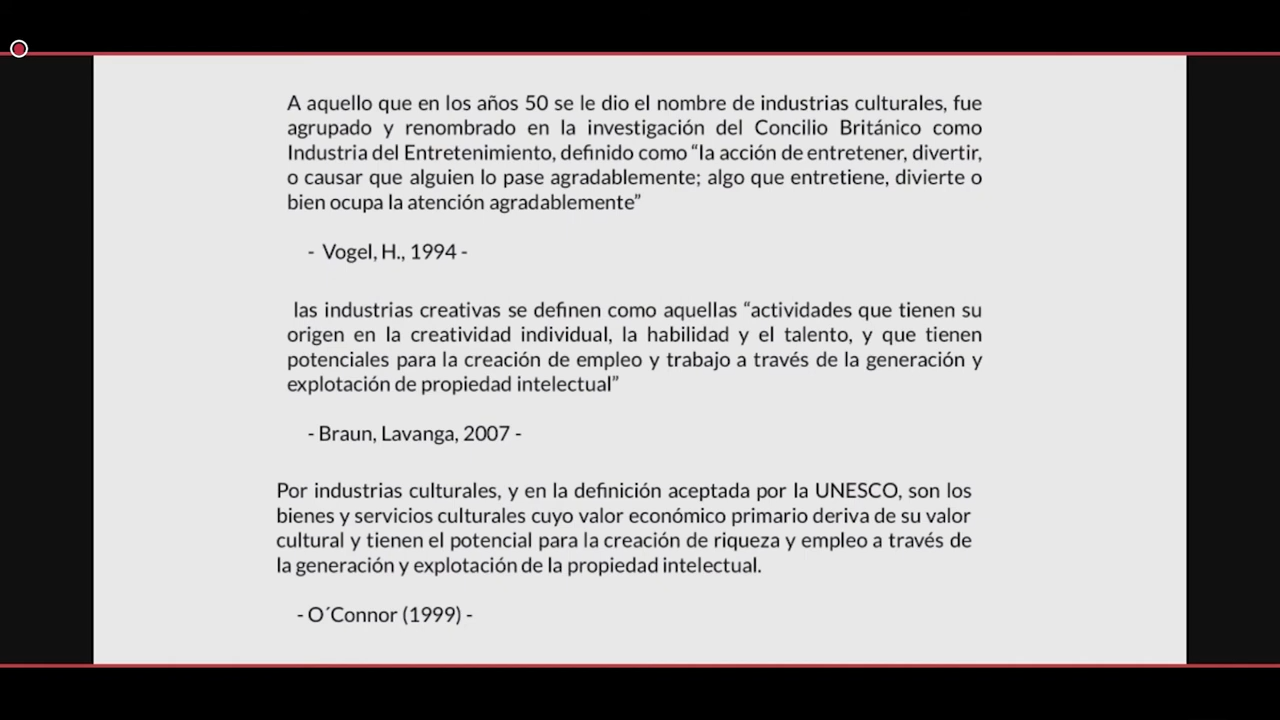 A aquello que en los años 50 se le dio el nombre de industrias culturales, fue
agrupado y renombrado en la investigación del Concilio Británico como
Industria del Entretenimiento, definido como “la acción de entretener, divertir,
o causar que alguien lo pase agradablemente; algo que entretiene, divierte o
bien ocupa la atención agradablemente”
- Vogel, H., 1994 -
las industrias creativas se definen como aquellas “actividades que tienen su
origen en la creatividad individual, la habilidad y el talento, y que tienen
potenciales para la creación de empleo y trabajo a través de la generación y
explotación de propiedad intelectual”
- Braun, Lavanga, 2007 -
Por industrias culturales, y en la definición aceptada por la UNESCO, son los
bienes y servicios culturales cuyo valor económico primario deriva de su valor
cultural y tienen el potencial para la creación de riqueza y empleo a través de
la generación y explotación de la propiedad intelectual.
- O´Connor (1999) -